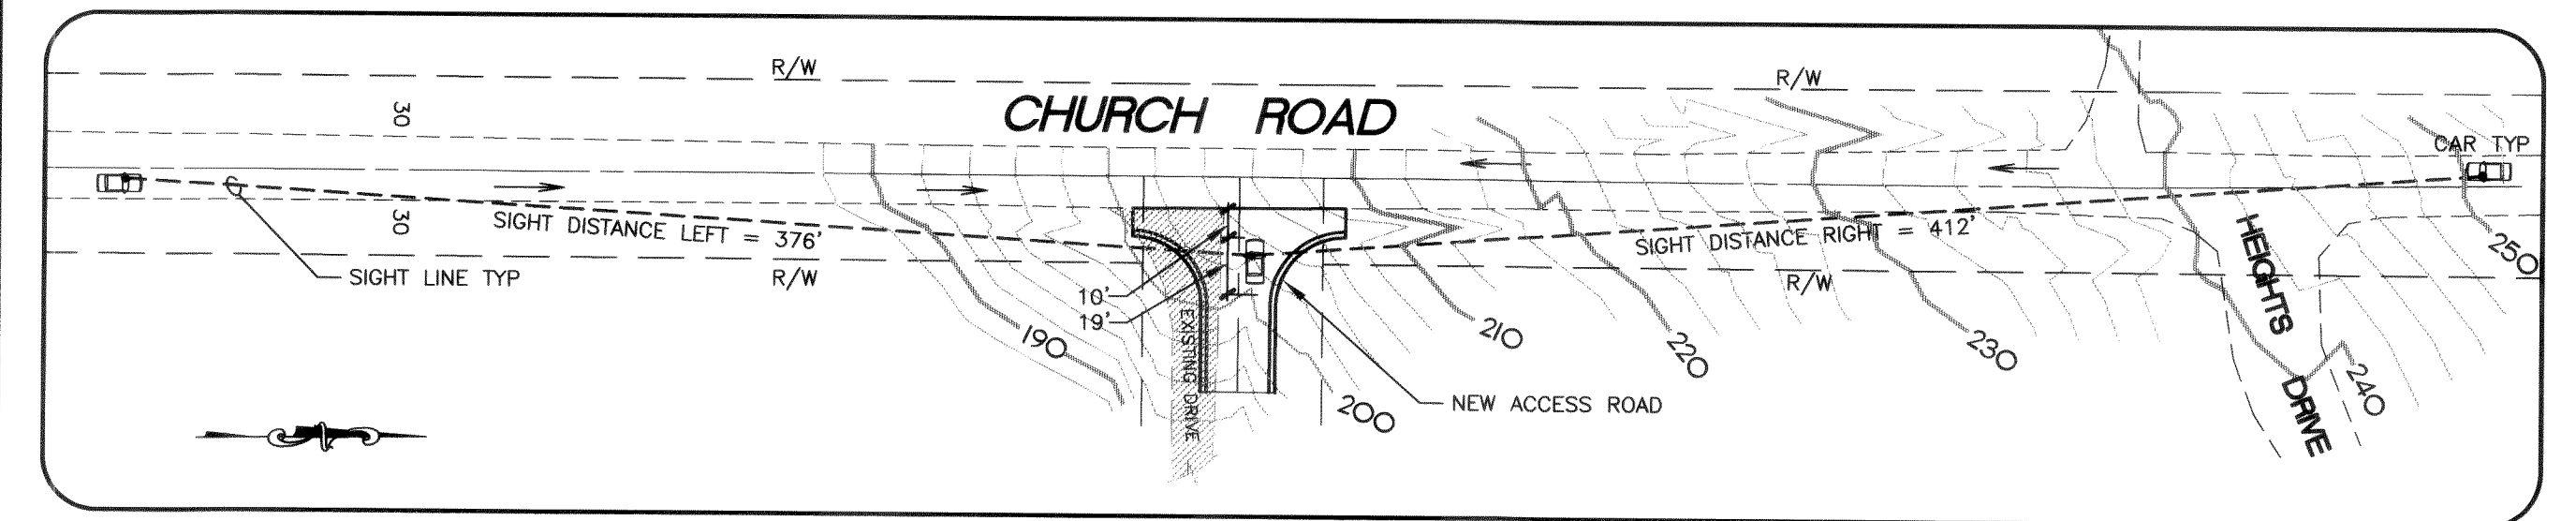 R/W
R/W
30
CHURCH ROAD
CAR TYP
30
SIGHT DISTANCE LEFT = 376'
SIGHT DISTANCE RIGHT = 412'
SIGHT LINE TYP
R/W
R/W
HEIGHTS DRIVE
250
10'
19'
EXISTING DRIVE
190
210
220
230
240
200
NEW ACCESS ROAD